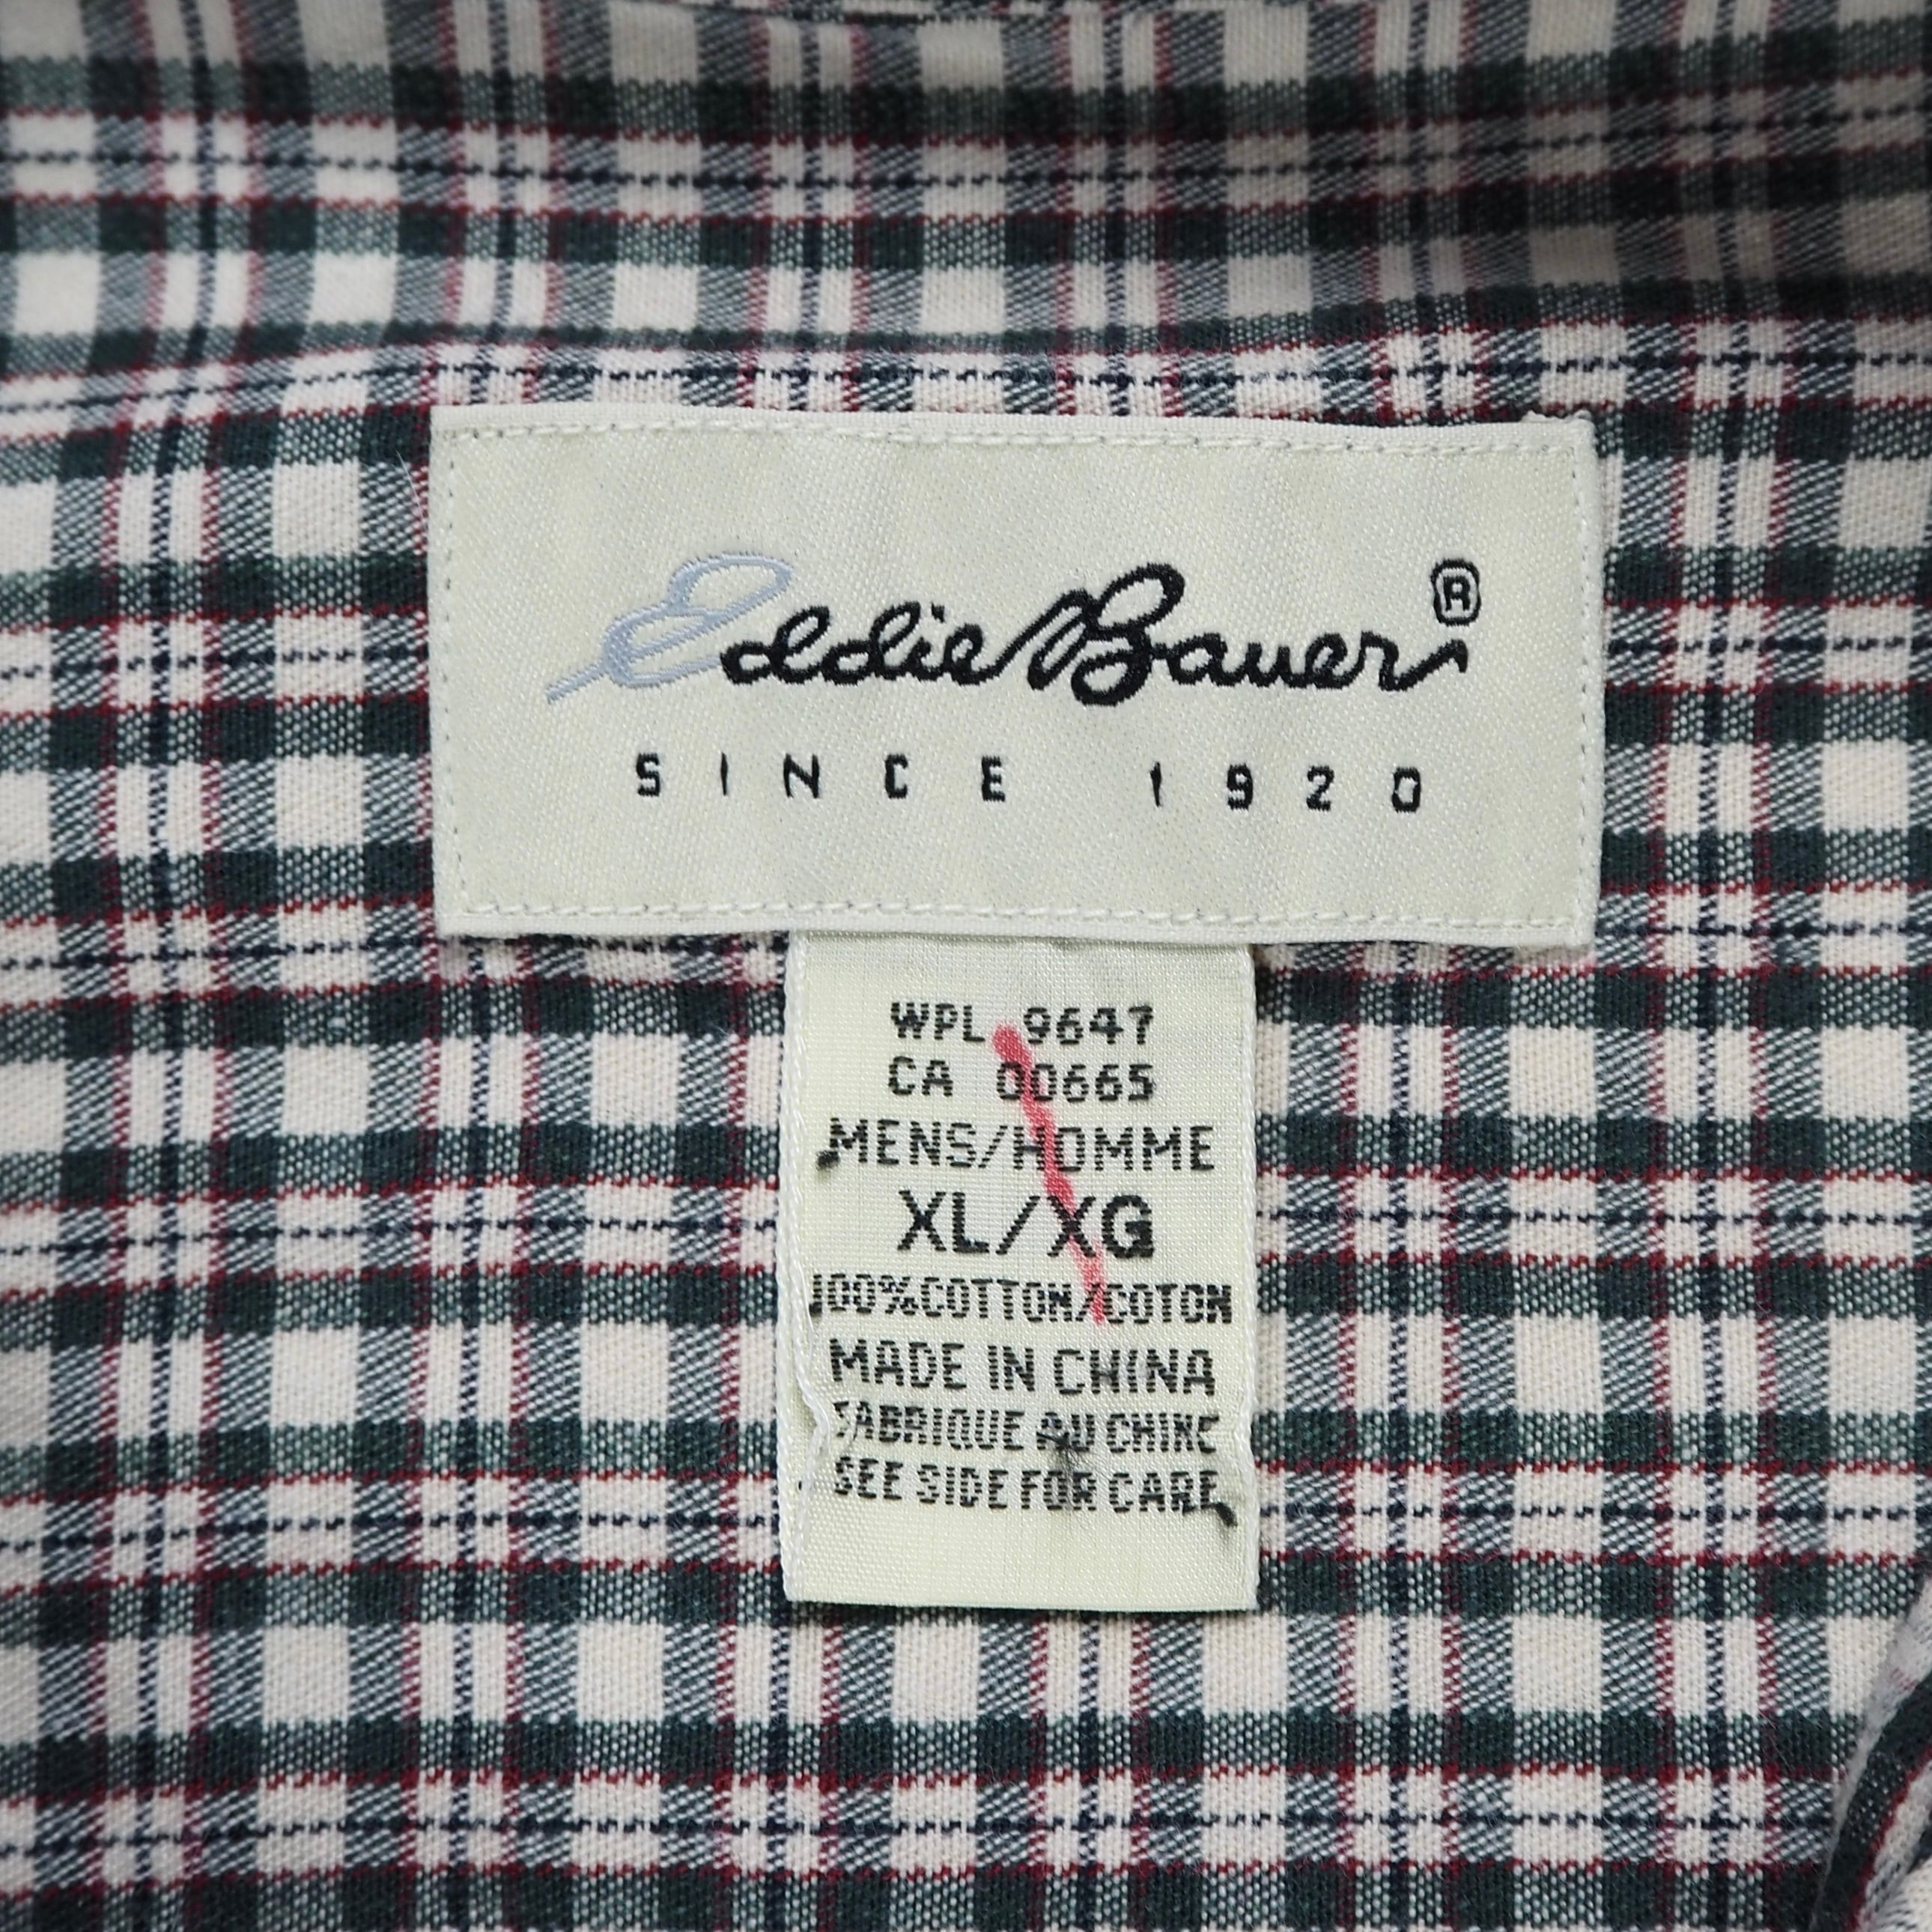 Eddie Bauer ®
SINCE 1920
WPL 9647
CA 00665
MENS/HOMME
XL/XG
100%COTTON/COTON
MADE IN CHINA
FABRIQUE AU CHINE
SEE SIDE FOR CARE